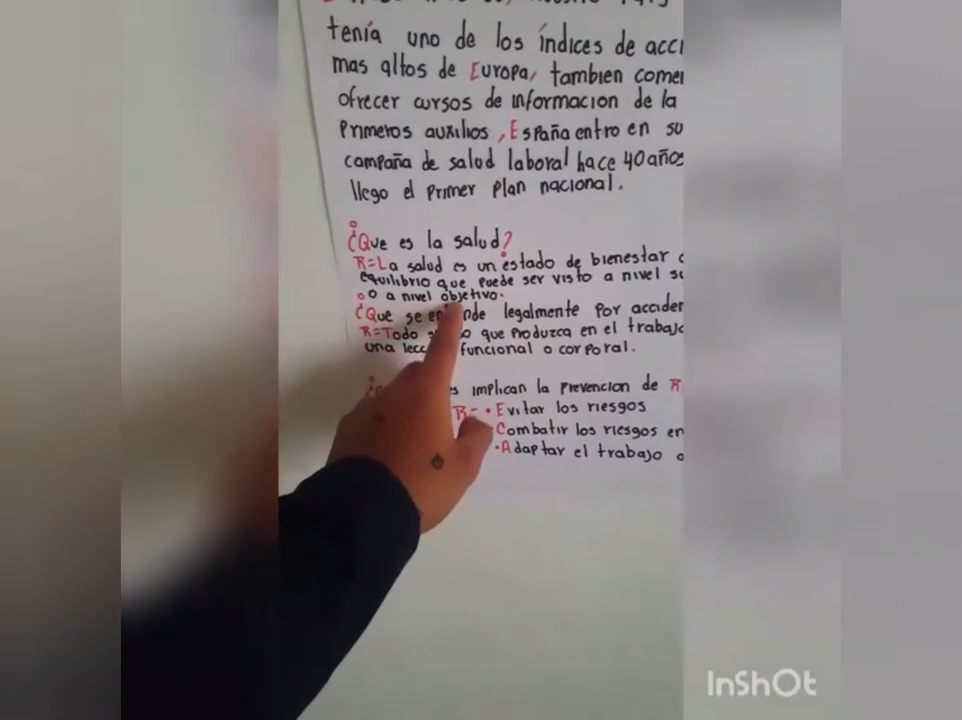 tenía uno de los índices de acci
mas altos de Europa, tambien comen
ofrecer cursos de informacion de la
Primeros auxilios, España entro en su
campaña de salud laboral hace 40 años
llego el Primer Plan nacional.
¿Que es la salud?
R=La salud es un estado de bienestar
equilibrio que puede ser visto a nivel su
o a nivel objetivo.
¿Que se legalmente Por acciden
R=Todo que Produzca en el trabajo
una funcional o corporal.
implican la Prevencion de R
R= • Evitar los riesgos
Combatir los riesgos en
• Adaptar el trabajo a
InShOt